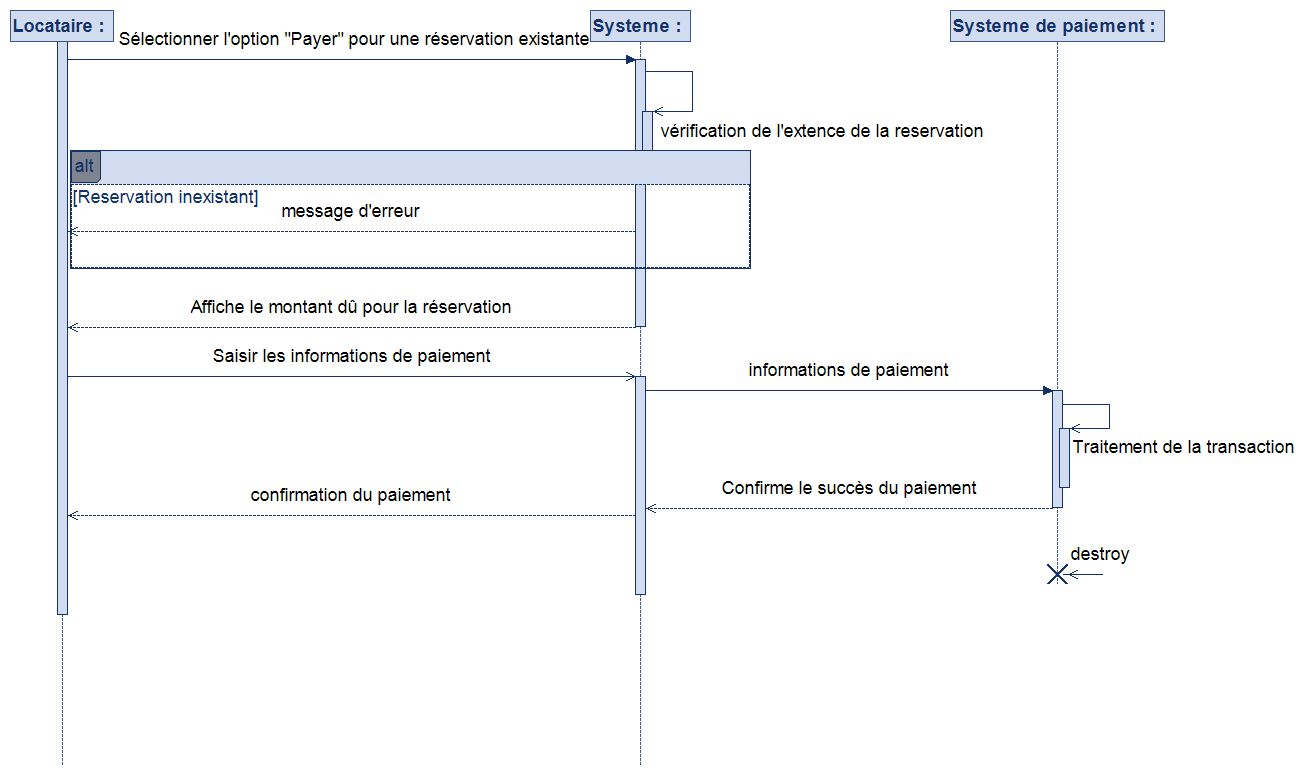 Locataire :
Systeme :
Systeme de paiement :
Sélectionner l'option "Payer" pour une réservation existante
vérification de l'extence de la reservation
alt
[Reservation inexistant]
message d'erreur
Affiche le montant dû pour la réservation
Saisir les informations de paiement
informations de paiement
Traitement de la transaction
Confirme le succès du paiement
confirmation du paiement
destroy